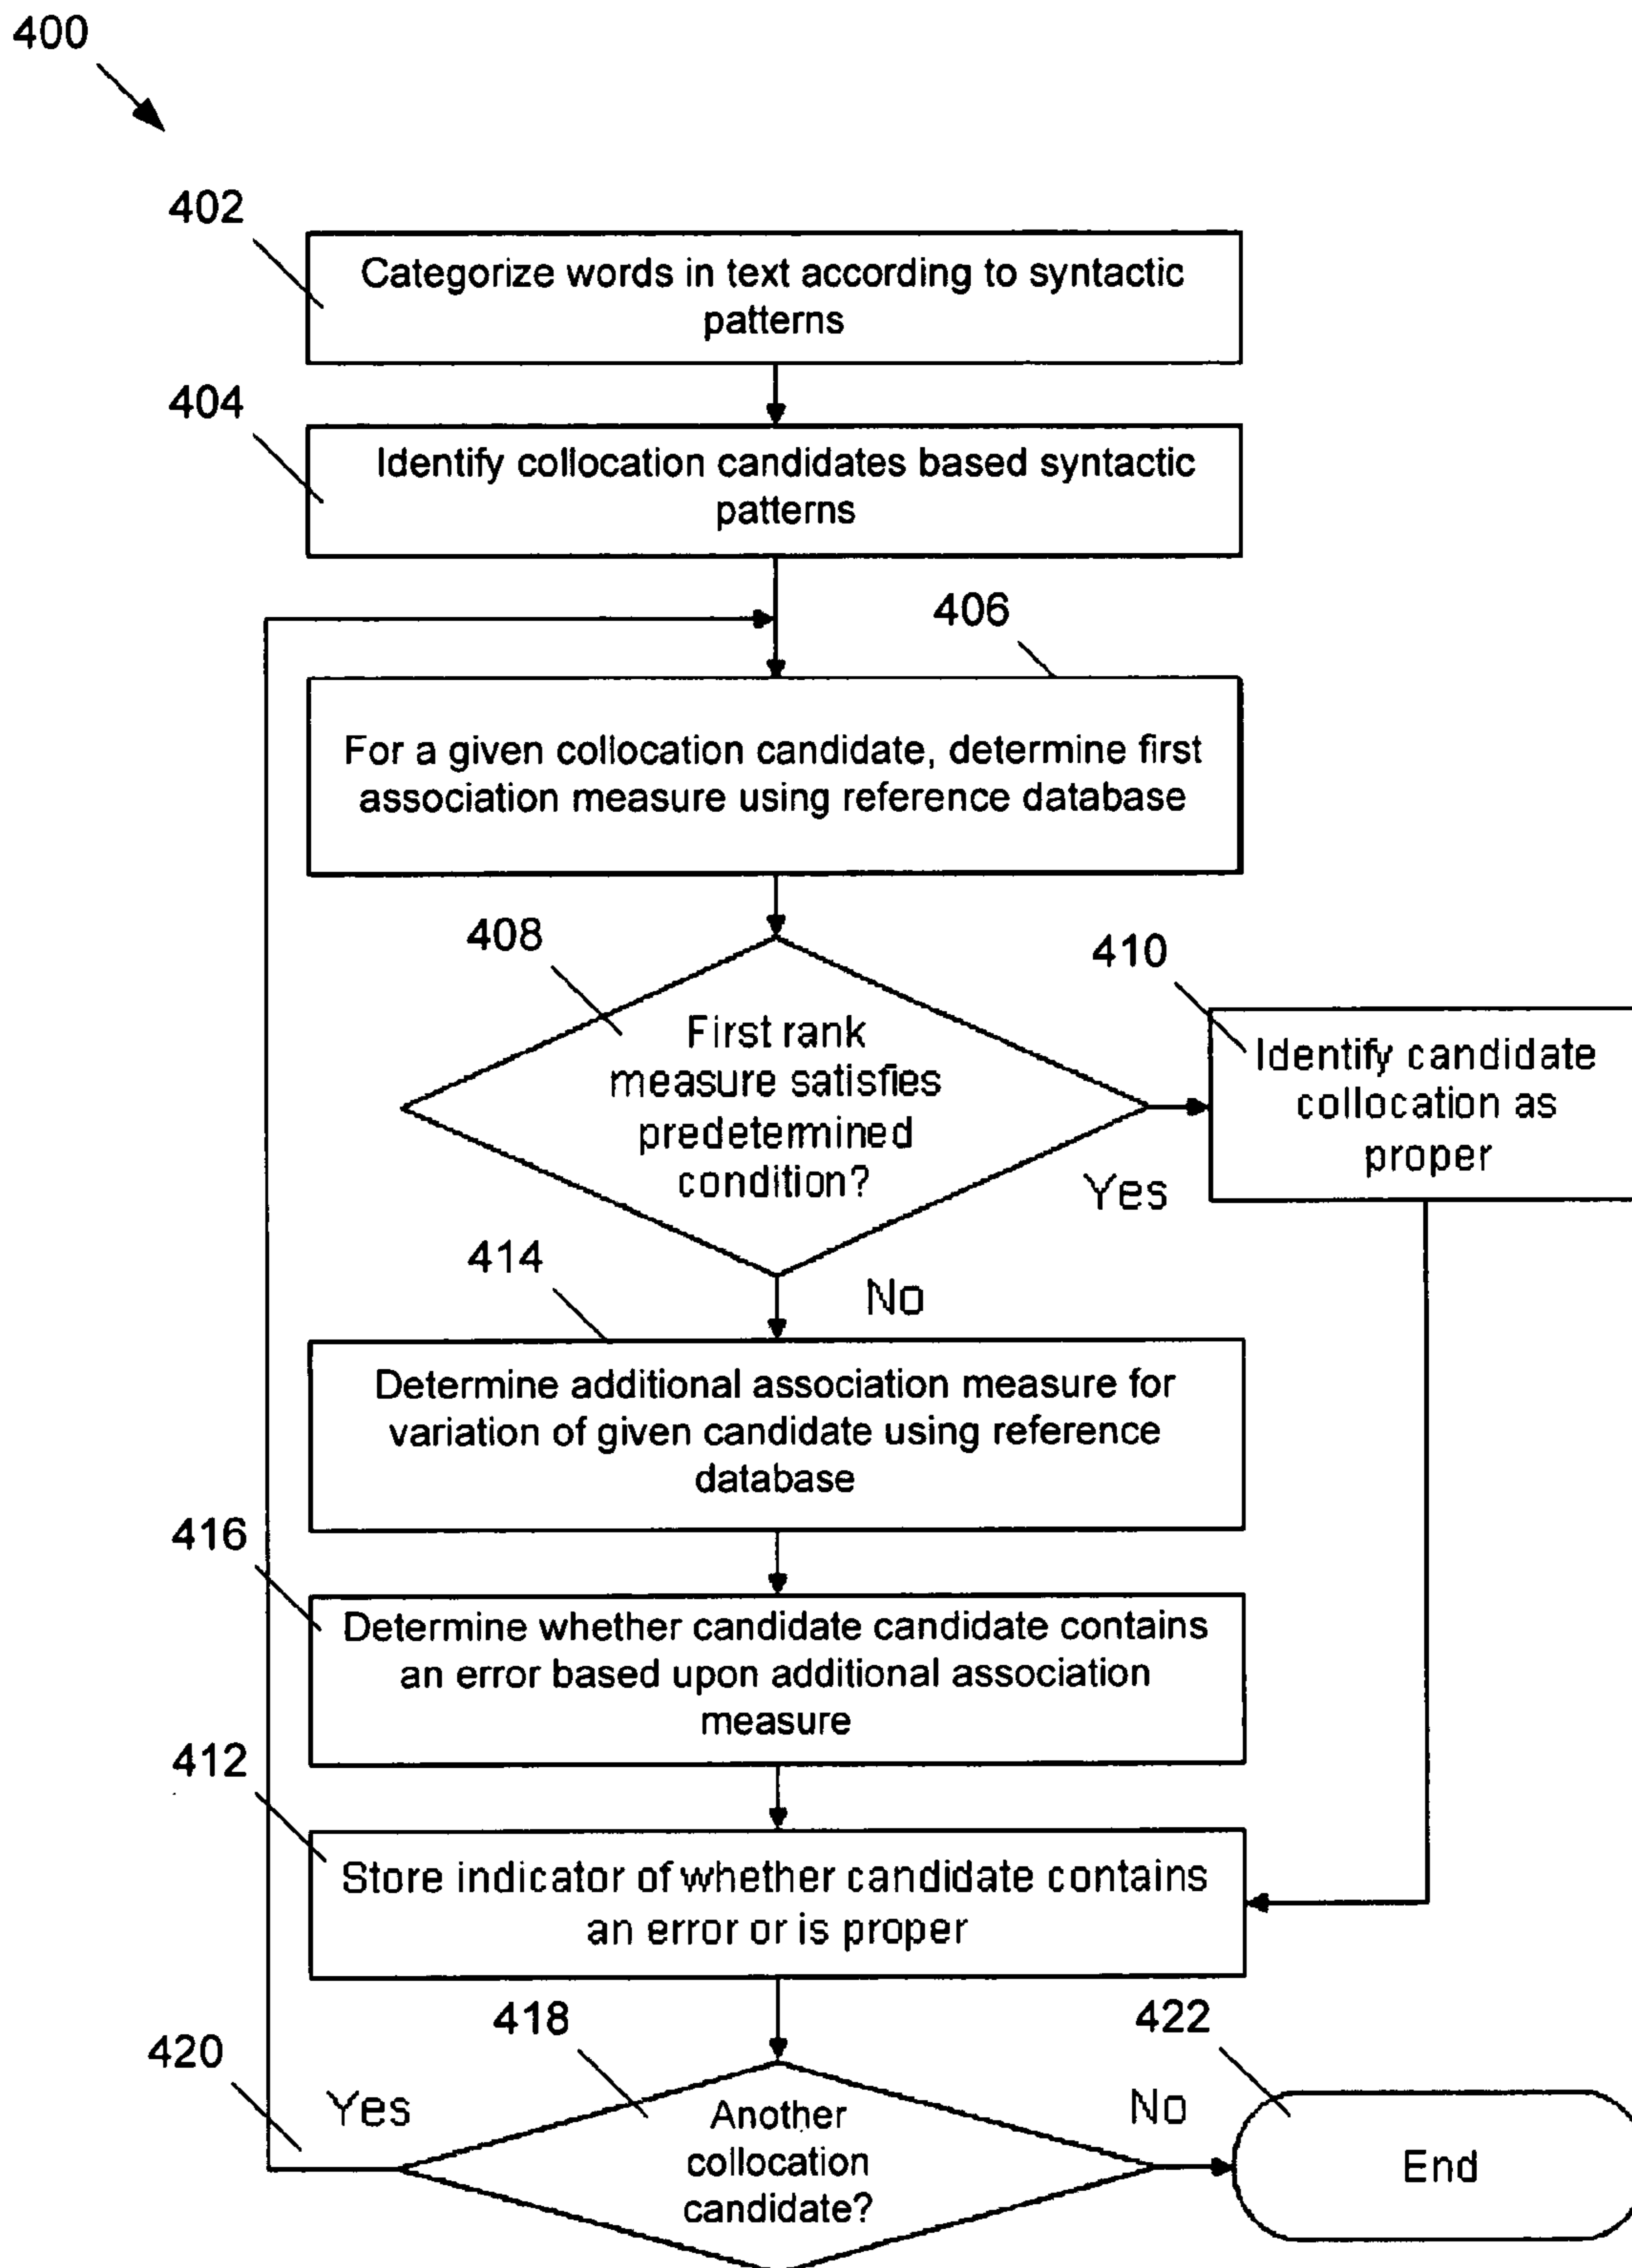 400
402
Categorize words in text according to syntactic
patterns
404
Identify collocation candidates based syntactic
patterns
406
For a given collocation candidate, determine first
association measure using reference database
408
First rank
measure satisfies
predetermined
condition?
410
Identify candidate
collocation as
proper
Yes
414
No
Determine additional association measure for
variation of given candidate using reference
database
416
Determine whether candidate candidate contains
an error based upon additional association
measure
412
Store indicator of whether candidate contains
an error or is proper
418
422
420
Yes
No
Another
collocation
candidate?
End